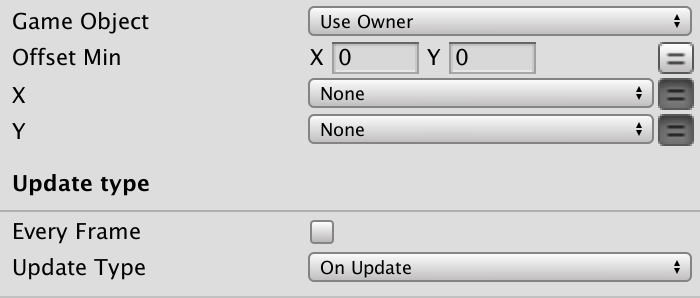 Game Object Use Owner
Offset Min X 0 Y 0 =
X None =
Y None =
Update type
Every Frame
Update Type On Update